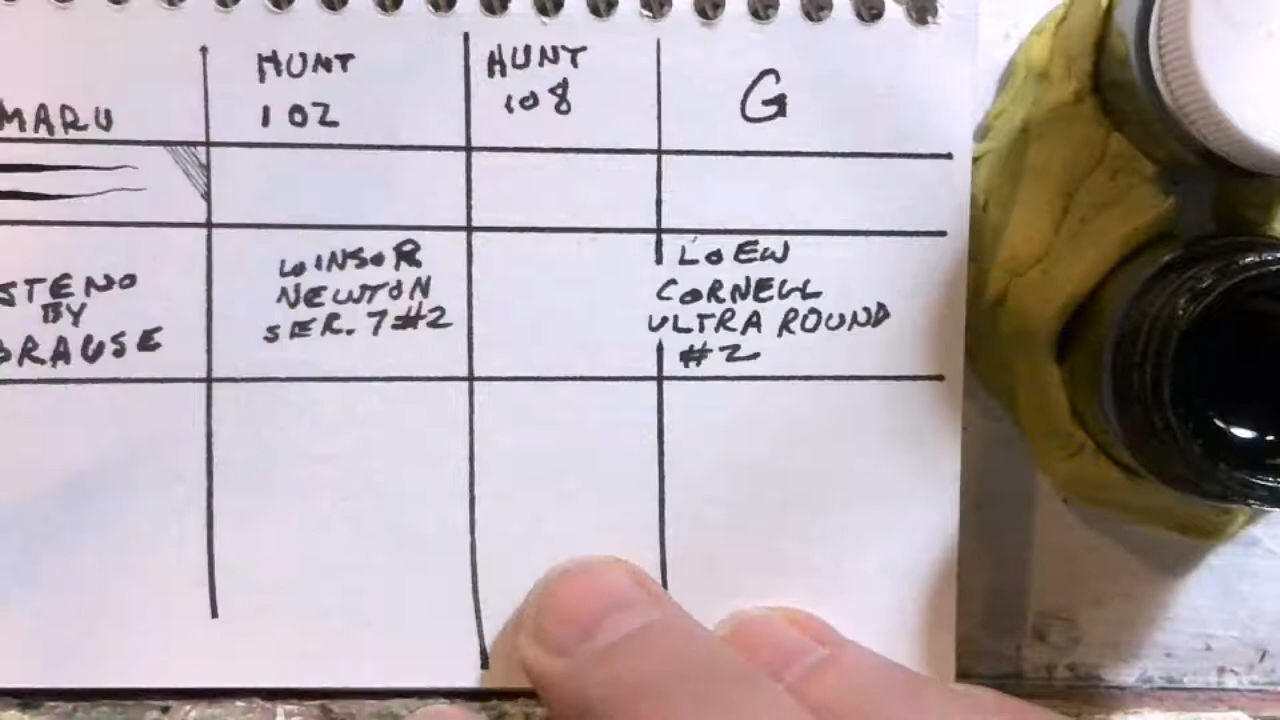 MARU
HUNT
102
HUNT
108
G
STENO
BY
BRAUSE
WINSOR
NEWTON
SER. 7 #2
LOEW
CORNELL
ULTRA ROUND
#2